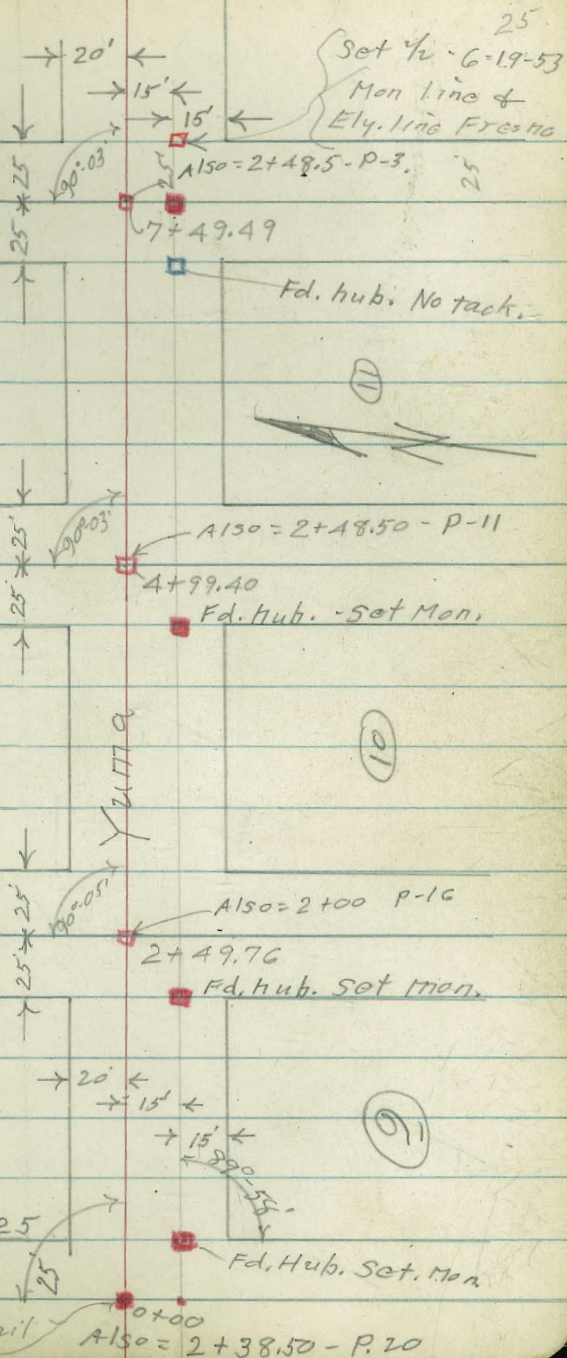 25
20'
Set 1/2 - 6-19-53
Mon line &
Ely. line Fresno
15'
15'
25
90°-03'
25'
Also = 2+48.5 - P-3.
25
25
7+49.49
Fd. hub. No tack.
11
25'
90°-03'
Also = 2+48.50 - P-11
4+99.40
25'
Fd. hub. - Set Mon.
Yuma
10
25'
90°-05'
Also = 2+00 P-16
2+49.76
25'
Fd. hub. Set Mon.
20'
15'
15'
9
25
25
Fd. Hub. Set. Mon
0+00
Also = 2+38.50 - P.20